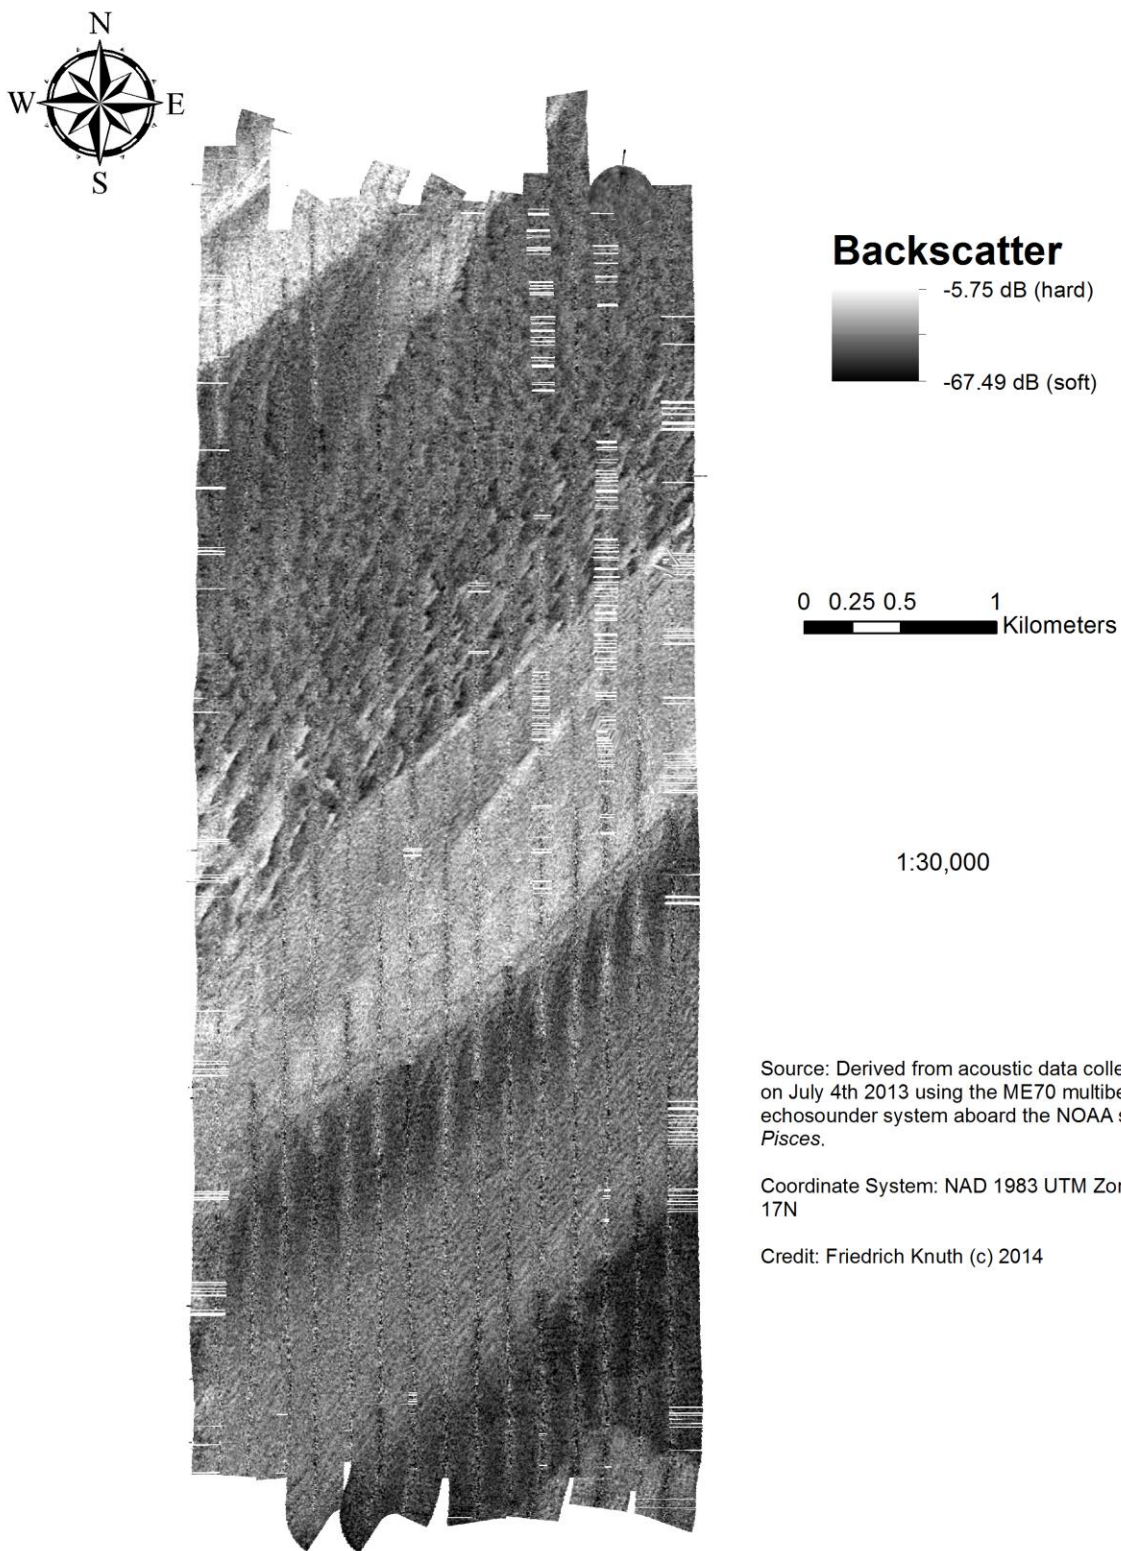 N
W E
S
Backscatter
-5.75 dB (hard)
-67.49 dB (soft)
0 0.25 0.5 1
Kilometers
1:30,000
Source: Derived from acoustic data colle
on July 4th 2013 using the ME70 multibe
echosounder system aboard the NOAA s
Pisces.
Coordinate System: NAD 1983 UTM Zor
17N
Credit: Friedrich Knuth (c) 2014